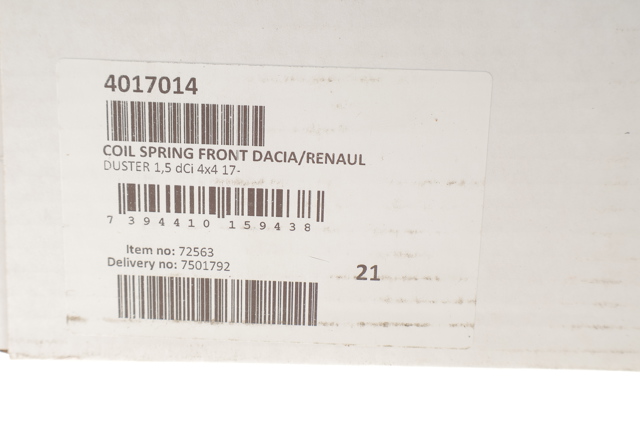 4017014
COIL SPRING FRONT DACIA/RENAUL
DUSTER 1,5 dCi 4x4 17-
7 394410 159438
Item no: 72563
Delivery no: 7501792
21